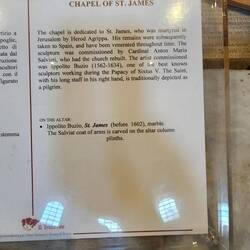 CHAPEL OF ST. JAMES
The chapel is dedicated to St. James, who was martyred in
Jerusalem by Herod Agrippa. His remains were subsequently
taken to Spain, and have been venerated throughout time. The
sculpture was commissioned by Cardinal Anton Maria
Salviati, who had the church rebuilt. The artist commissioned
was Ippolito Buzio (1562-1634), one of the best known
sculptors working during the Papacy of Sixtus V. The Saint,
with his long staff in his right hand, is traditionally depicted as
a pilgrim.
ON THE ALTAR:
• Ippolito Buzio, St. James (before 1602), marble.
The Salviati coat of arms is carved on the altar column
plinths.